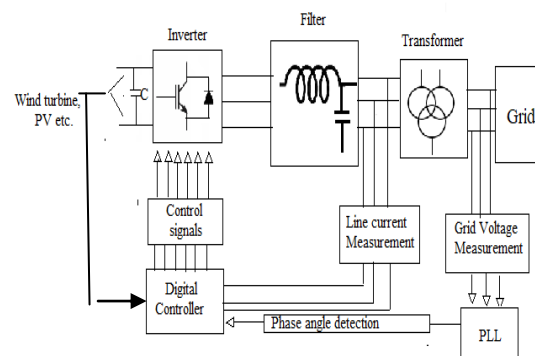 Inverter
Filter
Transformer
C
Wind turbine,
PV etc.
Grid
Control
signals
Line current
Measurement
Grid Voltage
Measurement
Digital
Controller
Phase angle detection
PLL